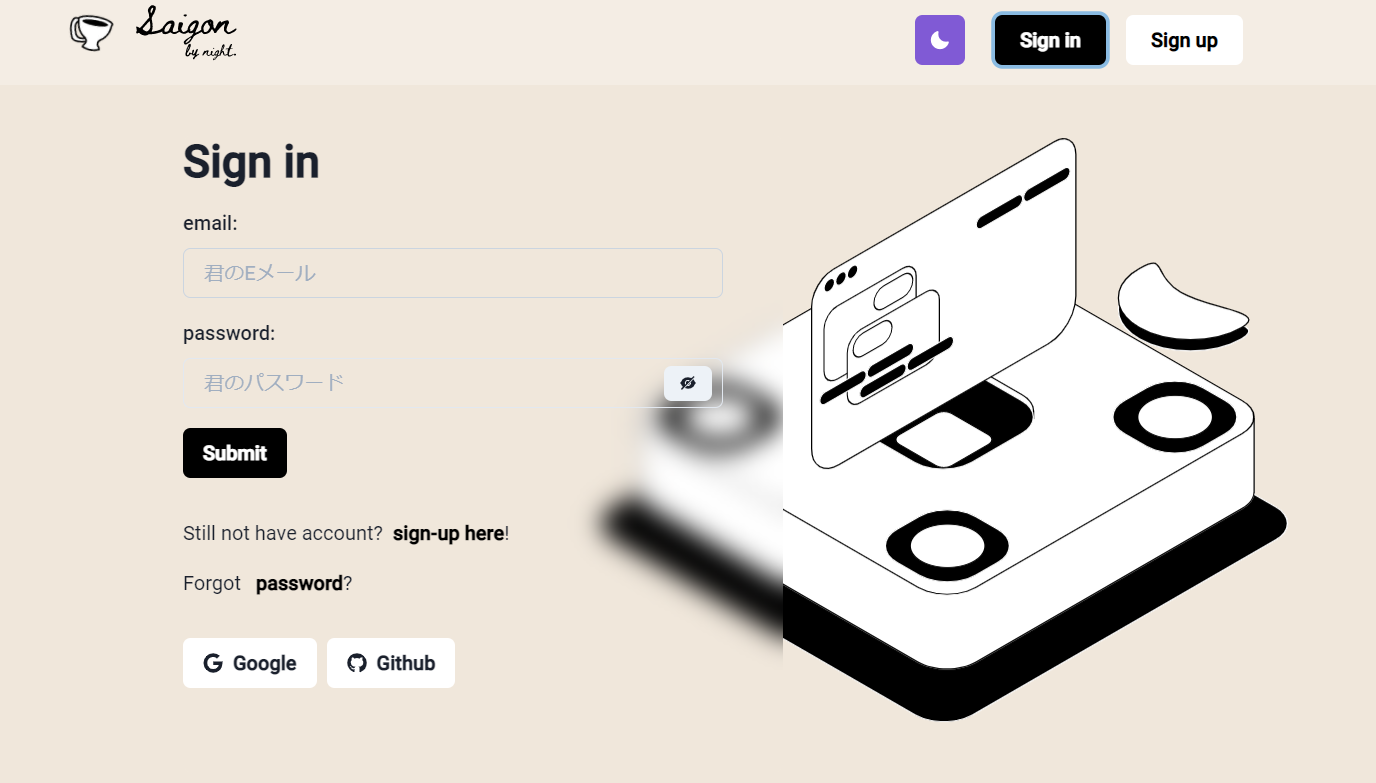 Saigon
by night.
Sign in
Sign up
Sign in
email:
君のEメール
password:
君のパスワード
Submit
Still not have account? sign-up here!
Forgot password?
Google
Github